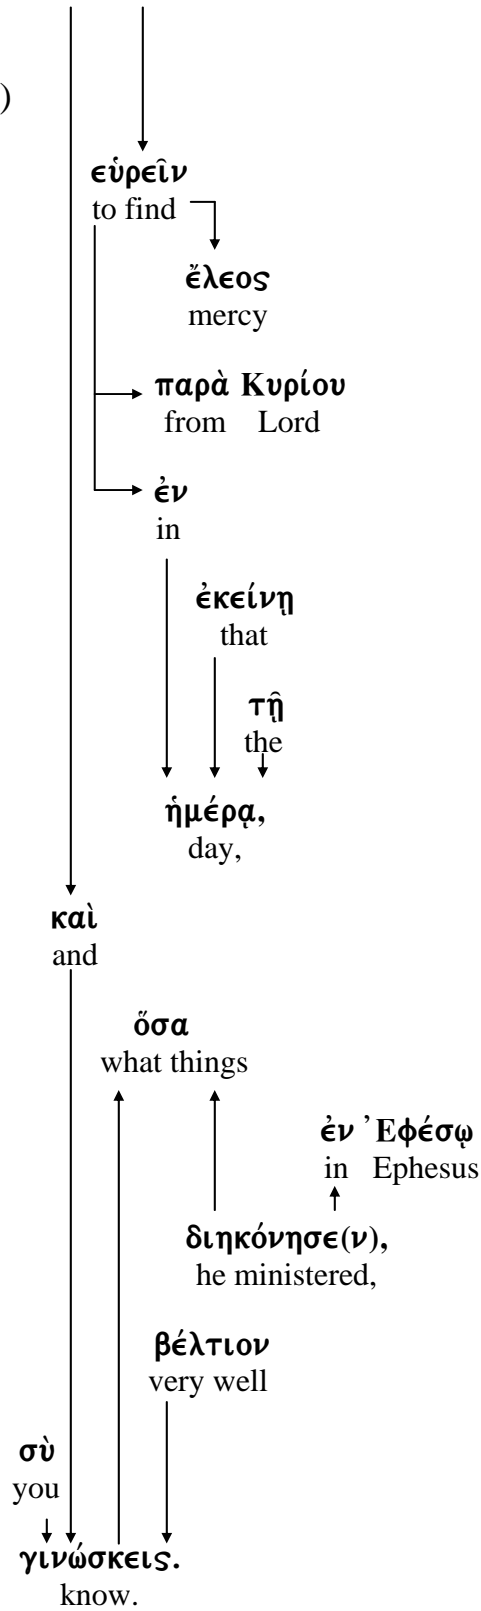 )
εὑρεῖν
to find
ἔλεος
mercy
παρὰ Κυρίου
from Lord
ἐν
in
ἐκείνῃ
that
τῇ
the
ἡμέρᾳ,
day,
καὶ
and
ὅσα
what things
ἐν Ἐφέσῳ
in Ephesus
διηκόνησε(ν),
he ministered,
βέλτιον
very well
σὺ
you
γινώσκεις.
know.